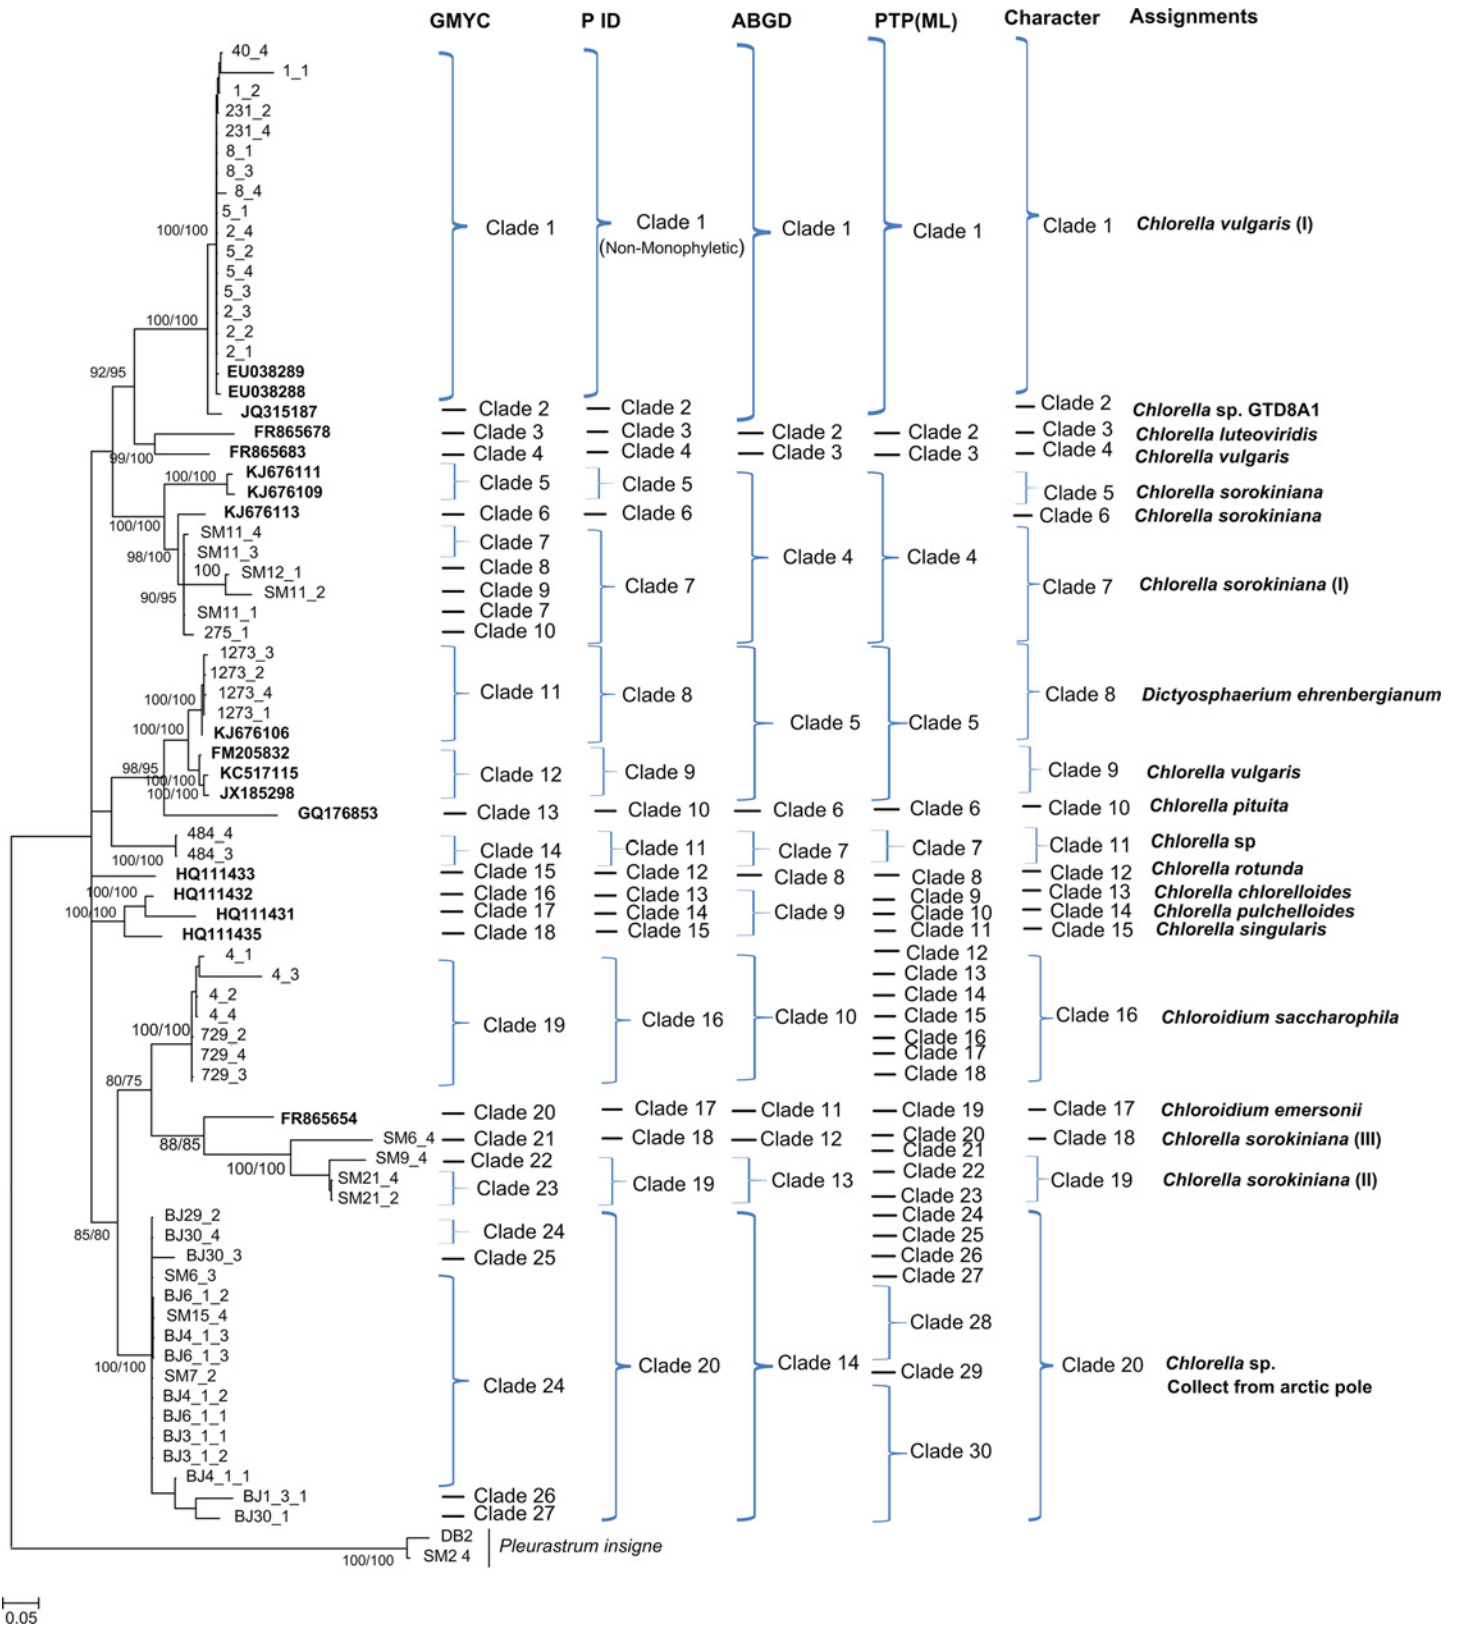 GMYC P ID ABGD PTP(ML) Character Assignments
40_4
1_1
1_2
231_2
231_4
8_1
8_3
8_4
5_1
2_4
5_2
5_4
5_3
2_3
2_2
2_1
EU038289
EU038288
JQ315187
FR865678
FR865683
KJ676111
KJ676109
KJ676113
SM11_4
SM11_3
SM12_1
SM11_2
SM11_1
275_1
1273_3
1273_2
1273_4
1273_1
KJ676106
FM205832
KC517115
JX185298
GQ176853
484_4
484_3
HQ111433
HQ111432
HQ111431
HQ111435
4_1
4_3
4_2
4_4
729_2
729_4
729_3
FR865654
SM6_4
SM9_4
SM21_4
SM21_2
BJ29_2
BJ30_4
BJ30_3
SM6_3
BJ6_1_2
SM15_4
BJ4_1_3
BJ6_1_3
SM7_2
BJ4_1_2
BJ6_1_1
BJ3_1_1
BJ3_1_2
BJ4_1_1
BJ1_3_1
BJ30_1
DB2
SM2 4
Pleurastrum insigne
100/100
100/100
92/95
99/100
100/100
100/100
98/100
100
90/95
100/100
100/100
98/95
100/100
100/100
100/100
100/100
100/100
100/100
80/75
88/85
100/100
85/80
100/100
100/100
0.05
Clade 1
Clade 2
Clade 3
Clade 4
Clade 5
Clade 6
Clade 7
Clade 8
Clade 9
Clade 7
Clade 10
Clade 11
Clade 12
Clade 13
Clade 14
Clade 15
Clade 16
Clade 17
Clade 18
Clade 19
Clade 20
Clade 21
Clade 22
Clade 23
Clade 24
Clade 25
Clade 24
Clade 26
Clade 27
Clade 1
(Non-Monophyletic)
Clade 2
Clade 3
Clade 4
Clade 5
Clade 6
Clade 7
Clade 8
Clade 9
Clade 10
Clade 11
Clade 12
Clade 13
Clade 14
Clade 15
Clade 16
Clade 17
Clade 18
Clade 19
Clade 20
Clade 1
Clade 2
Clade 3
Clade 4
Clade 5
Clade 6
Clade 7
Clade 8
Clade 9
Clade 10
Clade 11
Clade 12
Clade 13
Clade 14
Clade 1
Clade 2
Clade 3
Clade 4
Clade 5
Clade 6
Clade 7
Clade 8
Clade 9
Clade 10
Clade 11
Clade 12
Clade 13
Clade 14
Clade 15
Clade 16
Clade 17
Clade 18
Clade 19
Clade 20
Clade 21
Clade 22
Clade 23
Clade 24
Clade 25
Clade 26
Clade 27
Clade 28
Clade 29
Clade 30
Clade 1 Chlorella vulgaris (I)
Clade 2 Chlorella sp. GTD8A1
Clade 3 Chlorella luteoviridis
Clade 4 Chlorella vulgaris
Clade 5 Chlorella sorokiniana
Clade 6 Chlorella sorokiniana
Clade 7 Chlorella sorokiniana (I)
Clade 8 Dictyosphaerium ehrenbergianum
Clade 9 Chlorella vulgaris
Clade 10 Chlorella pituita
Clade 11 Chlorella sp
Clade 12 Chlorella rotunda
Clade 13 Chlorella chlorelloides
Clade 14 Chlorella pulchelloides
Clade 15 Chlorella singularis
Clade 16 Chloroidium saccharophila
Clade 17 Chloroidium emersonii
Clade 18 Chlorella sorokiniana (III)
Clade 19 Chlorella sorokiniana (II)
Clade 20 Chlorella sp.
Collect from arctic pole